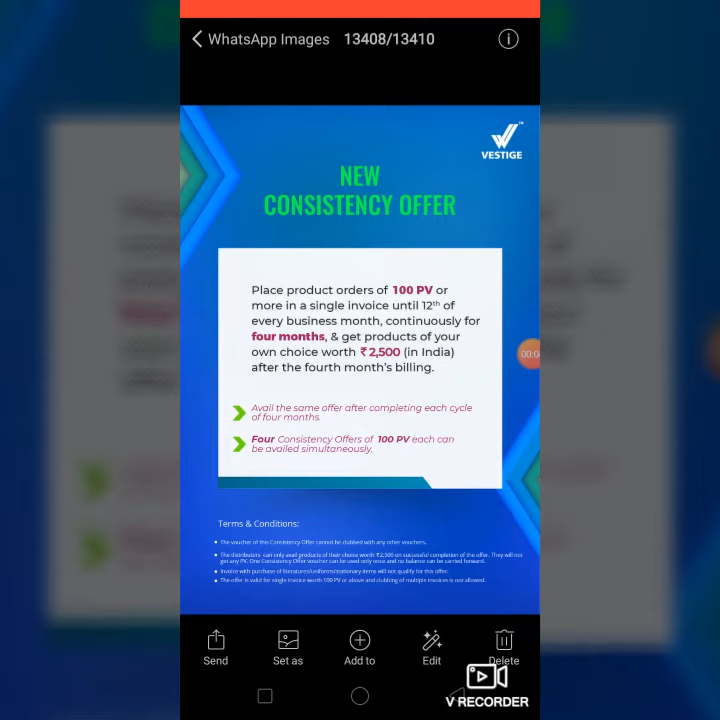 WhatsApp Images 13408/13410
VESTIGE
NEW
CONSISTENCY OFFER
Place product orders of 100 PV or
more in a single invoice until 12th of
every business month, continuously for
four months, & get products of your
own choice worth ₹2,500 (in India)
after the fourth month's billing.
Avail the same offer after completing each cycle
of four months.
Four Consistency Offers of 100 PV each can
be availed simultaneously.
Terms & Conditions:
The voucher of this Consistency Offer cannot be clubbed with any other vouchers.
The distributors can only avail products of their choice worth ₹2,500 on successful completion of the offer. They will not
get any PV. One Consistency Offer voucher can be used only once and no balance can be carried forward.
Invoice with purchase of literatures/uniforms/stationary items will not qualify for this offer.
The offer is valid for single invoice worth 100 PV or above and clubbing of multiple invoices is not allowed.
Send Set as Add to Edit Delete
V RECORDER